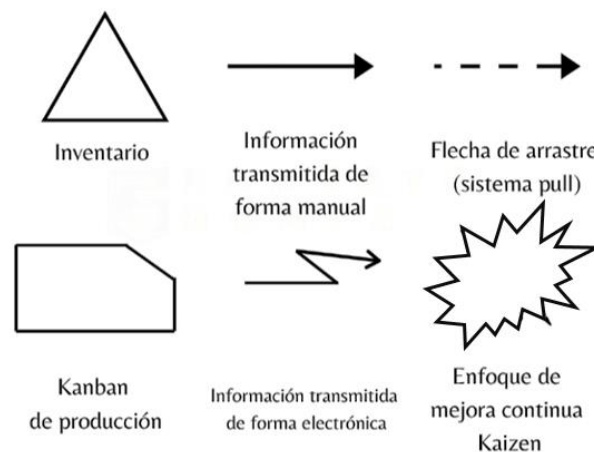 Inventario
Información
transmitida de
forma manual
Flecha de arrastre
(sistema pull)
Kanban
de producción
Información transmitida
de forma electrónica
Enfoque de
mejora continua
Kaizen